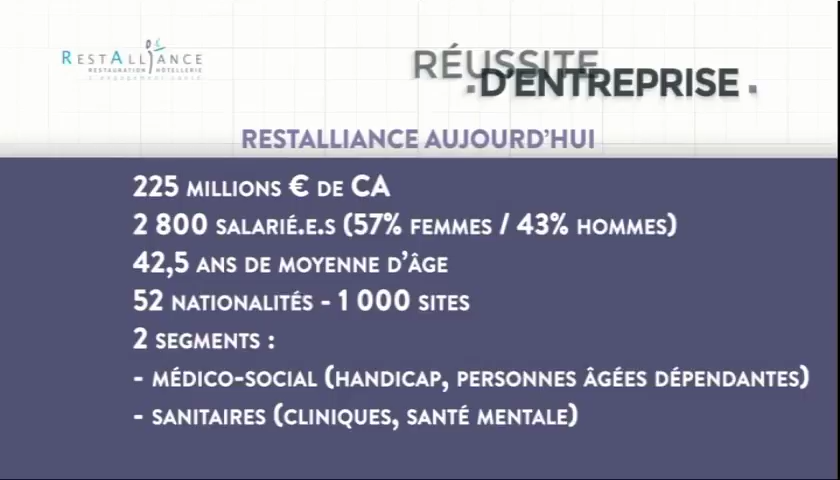 RESTALLIANCE
RESTAURATION HÔTELLERIE
RÉUSSITE
.D'ENTREPRISE.
RESTALLIANCE AUJOURD'HUI
225 MILLIONS € DE CA
2 800 SALARIÉ.E.S (57% FEMMES / 43% HOMMES)
42,5 ANS DE MOYENNE D'ÂGE
52 NATIONALITÉS - 1 000 SITES
2 SEGMENTS :
- MÉDICO-SOCIAL (HANDICAP, PERSONNES ÂGÉES DÉPENDANTES)
- SANITAIRES (CLINIQUES, SANTÉ MENTALE)